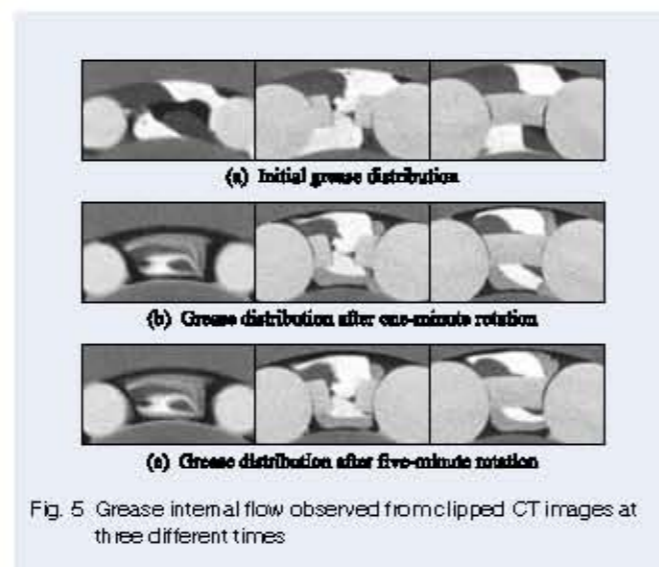 (a) Initial grease distribution
(b) Grease distribution after one-minute rotation
(c) Grease distribution after five-minute rotation
Fig. 5 Grease internal flow observed from clipped CT images at
three different times